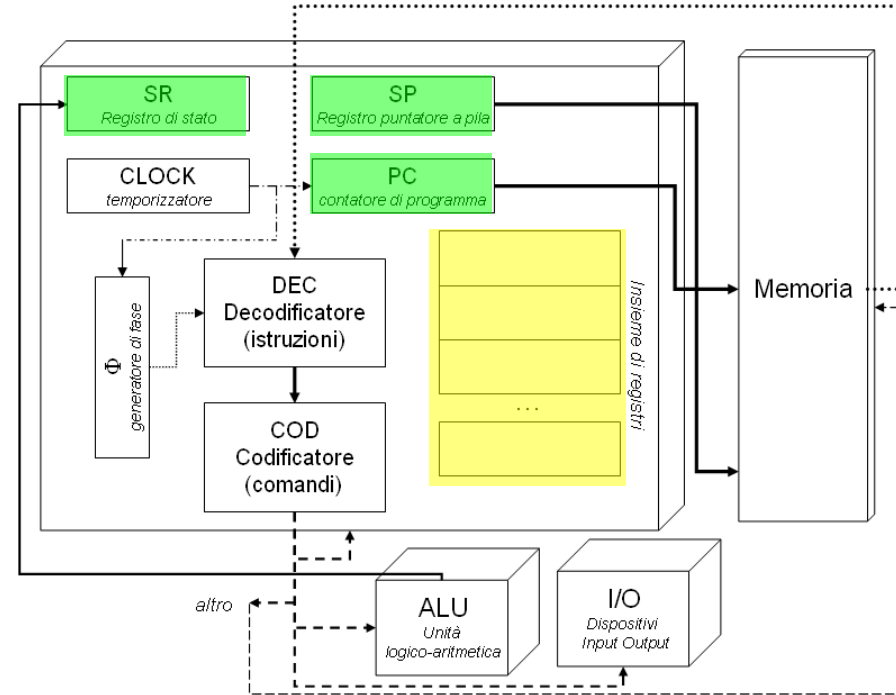 SR
Registro di stato
SP
Registro puntatore a pila
CLOCK
temporizzatore
PC
contatore di programma
Φ
generatore di fase
DEC
Decodificatore
(istruzioni)
COD
Codificatore
(comandi)
...
Insieme di registri
Memoria
altro
ALU
Unità
logico-aritmetica
I/O
Dispositivi
Input Output